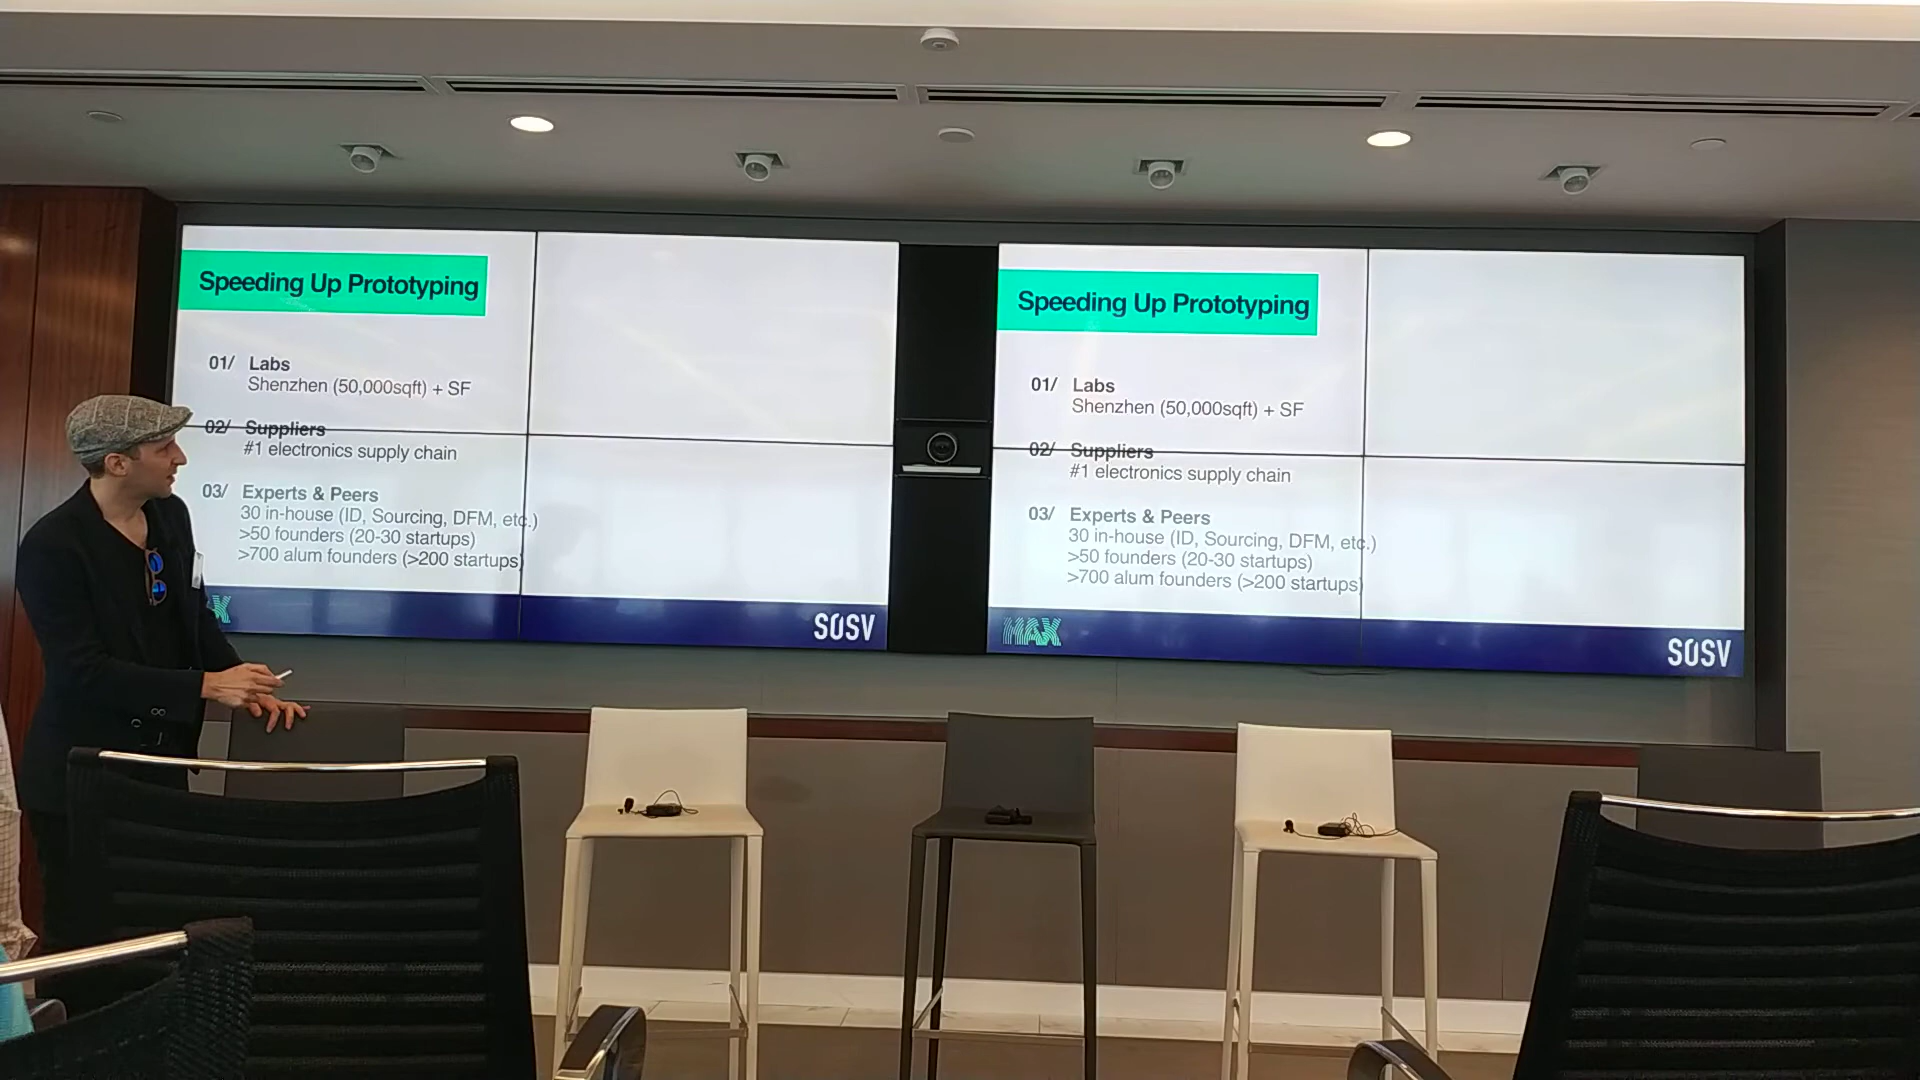 Speeding Up Prototyping
01/ Labs
Shenzhen (50,000sqft) + SF
02/ Suppliers
#1 electronics supply chain
03/ Experts & Peers
30 in-house (ID, Sourcing, DFM, etc.)
>50 founders (20-30 startups)
>700 alum founders (>200 startups)
X
SOSV
Speeding Up Prototyping
01/ Labs
Shenzhen (50,000sqft) + SF
02/ Suppliers
#1 electronics supply chain
03/ Experts & Peers
30 in-house (ID, Sourcing, DFM, etc.)
>50 founders (20-30 startups)
>700 alum founders (>200 startups)
HAX
SOSV